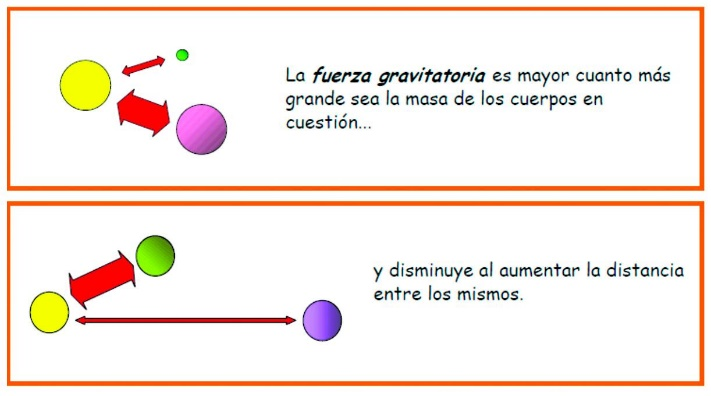 La fuerza gravitatoria es mayor cuanto más
grande sea la masa de los cuerpos en
cuestión...
y disminuye al aumentar la distancia
entre los mismos.